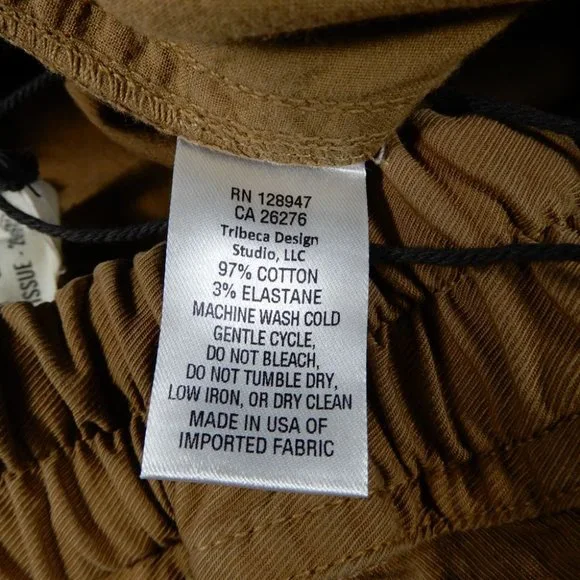 RN 128947
CA 26276
Tribeca Design
Studio, LLC
97% COTTON
3% ELASTANE
MACHINE WASH COLD
GENTLE CYCLE,
DO NOT BLEACH,
DO NOT TUMBLE DRY,
LOW IRON, OR DRY CLEAN
MADE IN USA OF
IMPORTED FABRIC